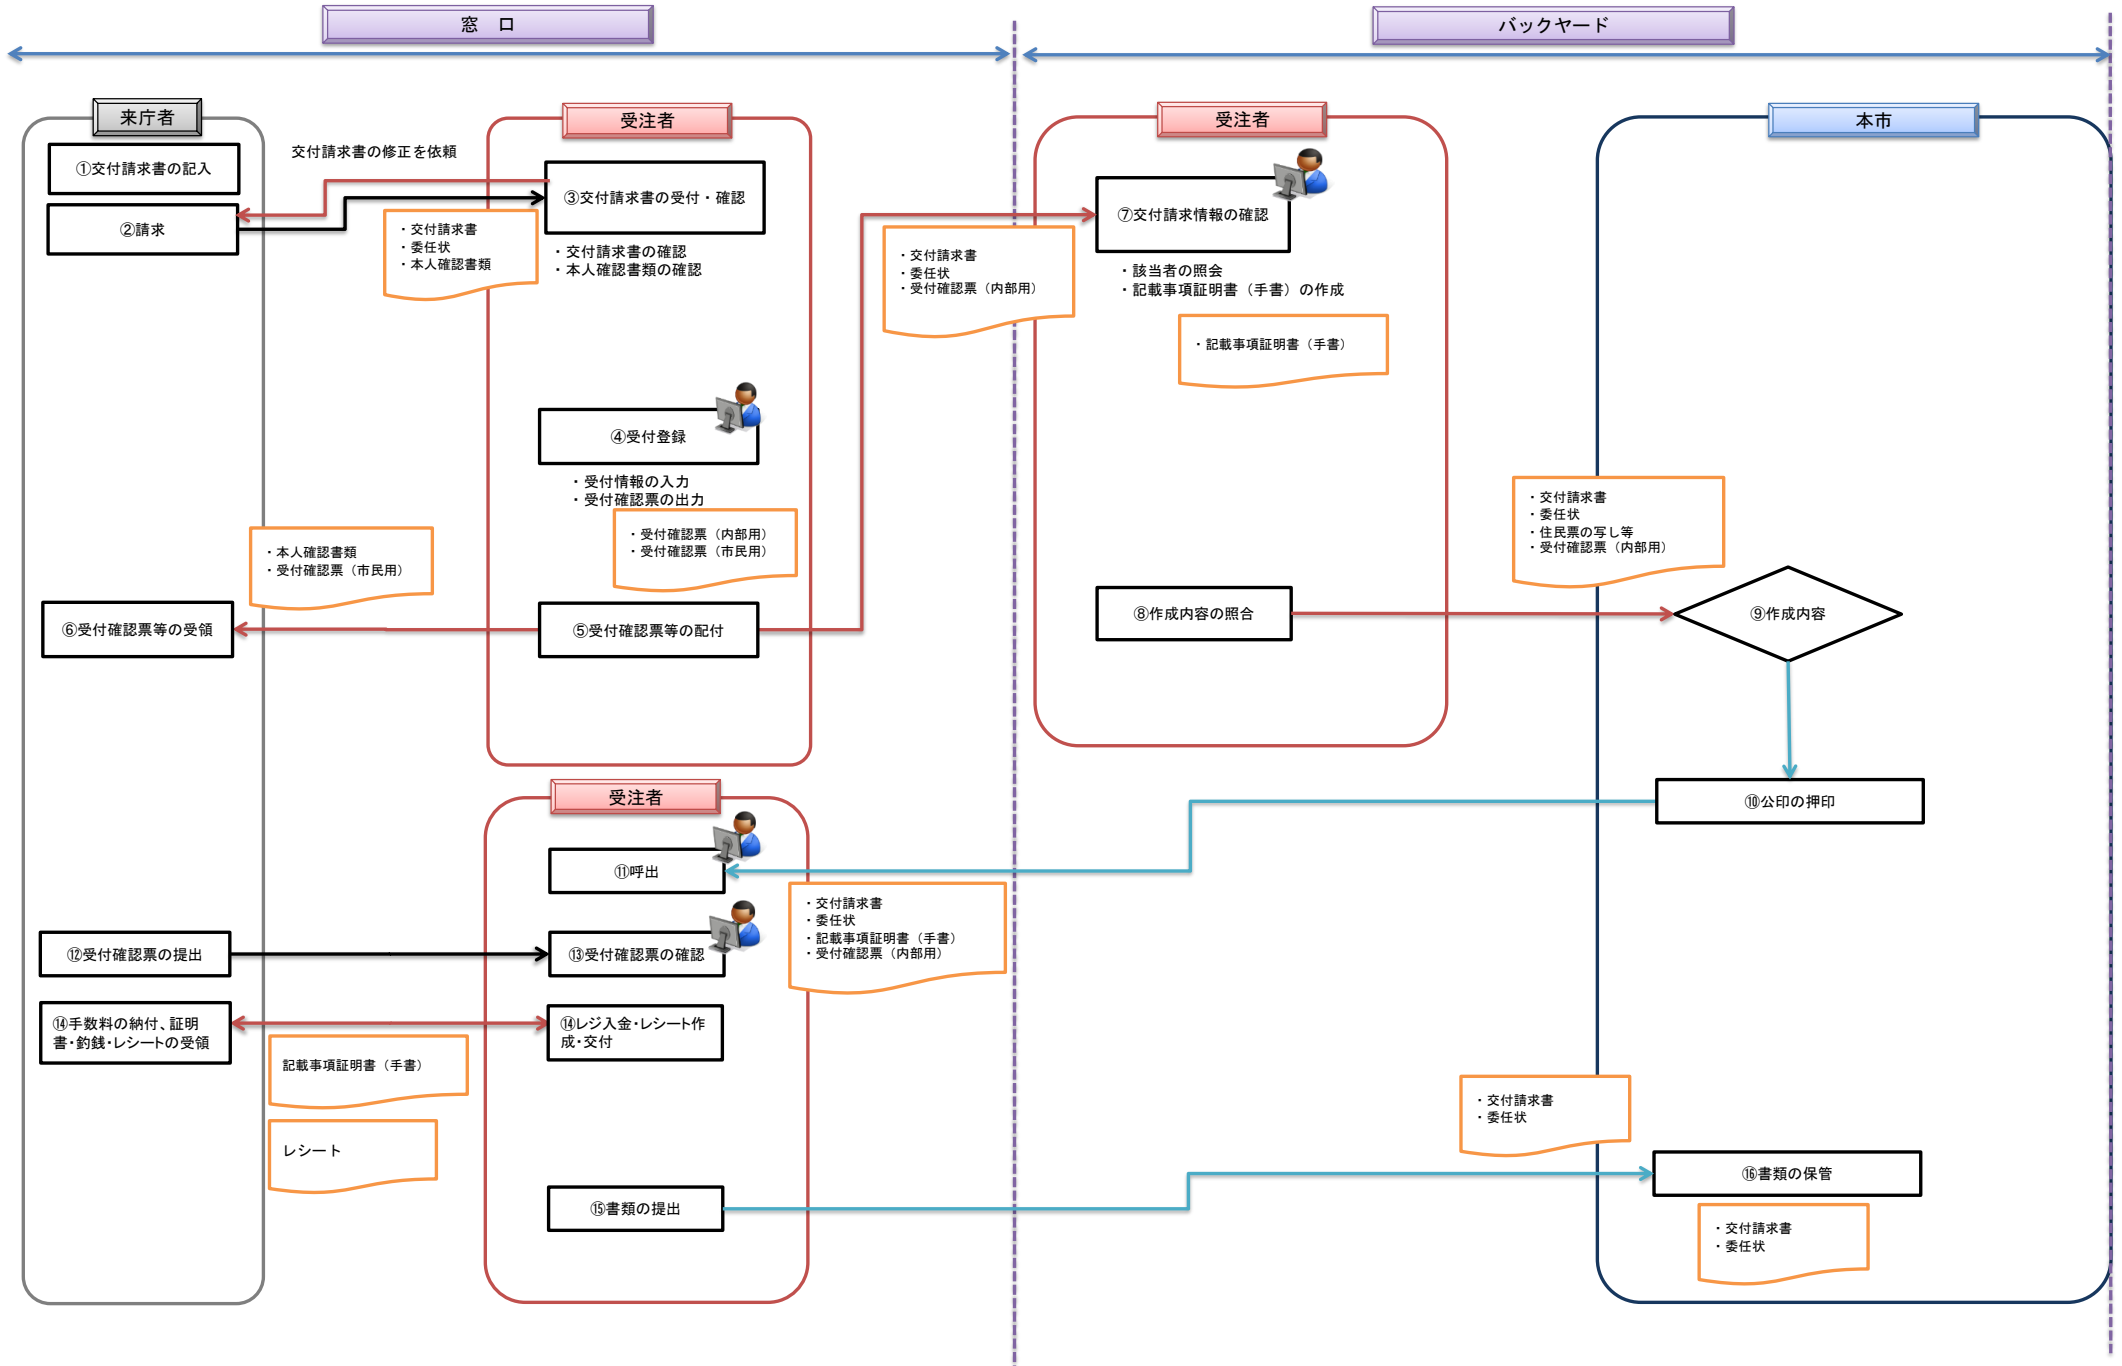 窓　口
バックヤード
来庁者
①交付請求書の記入
②請求
交付請求書の修正を依頼
・交付請求書
・委任状
・本人確認書類
受注者
③交付請求書の受付・確認
・交付請求書の確認
・本人確認書類の確認
④受付登録
・受付情報の入力
・受付確認票の出力
・受付確認票（内部用）
・受付確認票（市民用）
⑤受付確認票等の配付
・本人確認書類
・受付確認票（市民用）
⑥受付確認票等の受領
・交付請求書
・委任状
・受付確認票（内部用）
受注者
⑦交付請求情報の確認
・該当者の照会
・記載事項証明書（手書）の作成
・記載事項証明書（手書）
⑧作成内容の照合
本市
・交付請求書
・委任状
・住民票の写し等
・受付確認票（内部用）
⑨作成内容
⑩公印の押印
受注者
⑪呼出
・交付請求書
・委任状
・記載事項証明書（手書）
・受付確認票（内部用）
⑫受付確認票の提出
⑬受付確認票の確認
⑭手数料の納付、証明
書・釣銭・レシートの受領
⑭レジ入金・レシート作
成・交付
記載事項証明書（手書）
レシート
⑮書類の提出
・交付請求書
・委任状
⑯書類の保管
・交付請求書
・委任状